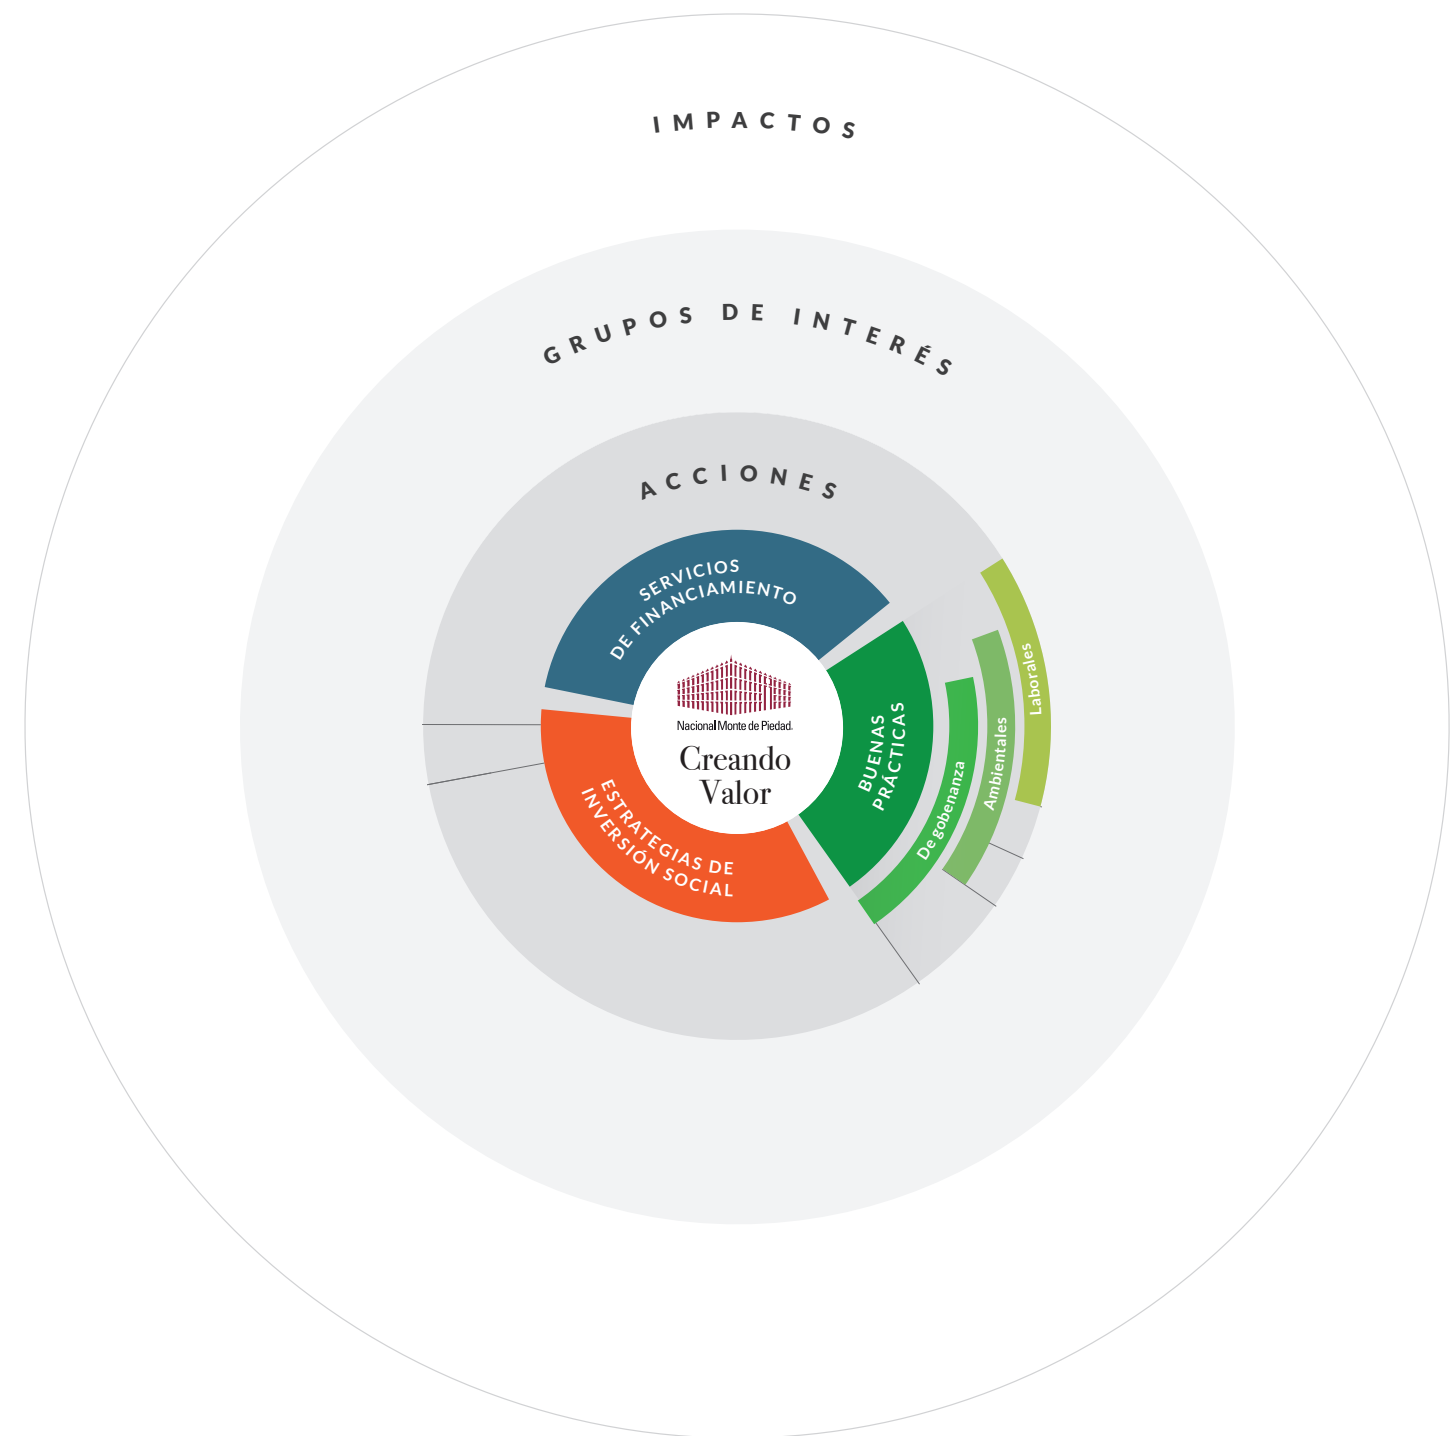 IMPACTOS
GRUPOS DE INTERÉS
ACCIONES
SERVICIOS
DE FINANCIAMIENTO
Nacional Monte de Piedad.
Creando
Valor
BUENAS
PRÁCTICAS
De gobenanza
Ambientales
Laborales
ESTRATEGIAS DE
INVERSIÓN SOCIAL